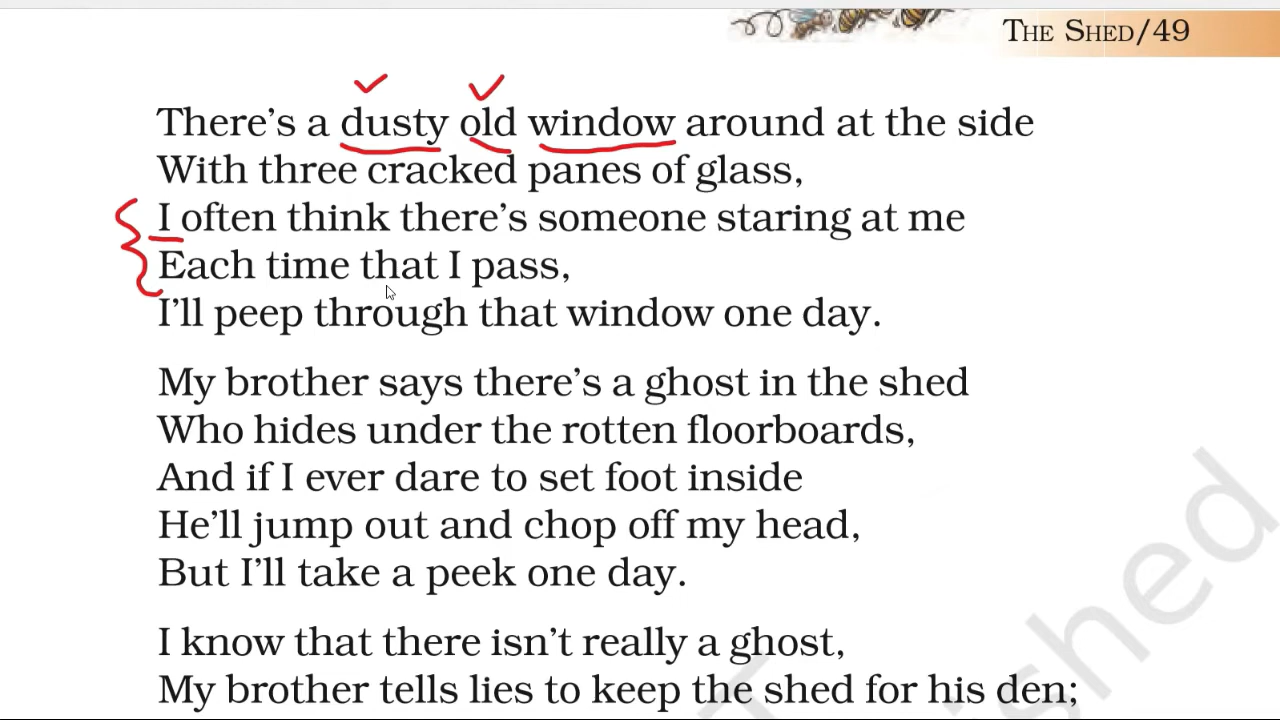 THE SHED/49
There's a dusty old window around at the side
With three cracked panes of glass,
I often think there's someone staring at me
Each time that I pass,
I'll peep through that window one day.
My brother says there's a ghost in the shed
Who hides under the rotten floorboards,
And if I ever dare to set foot inside
He'll jump out and chop off my head,
But I'll take a peek one day.
I know that there isn't really a ghost,
My brother tells lies to keep the shed for his den;